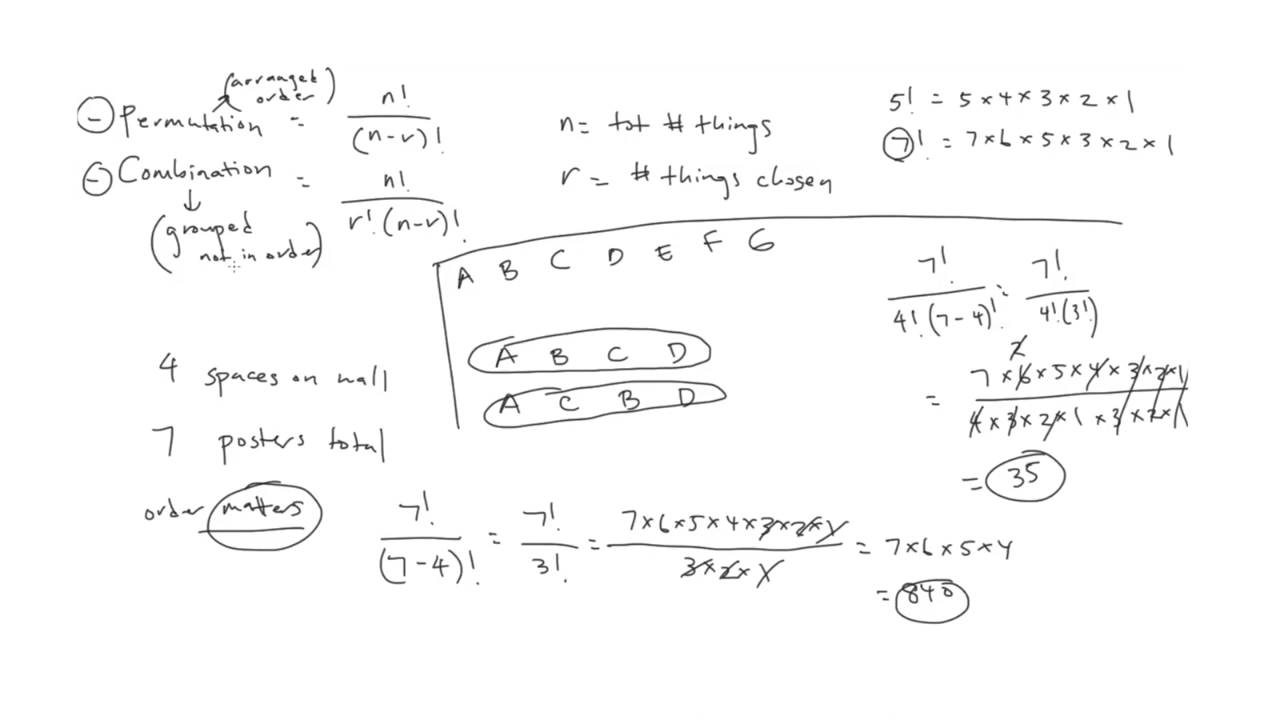 (arranged order)
- Permutation = n! / (n-r)!
- Combination = n! / r!(n-r)!
(grouped not in order)
n = tot # things
r = # things chosen
5! = 5 × 4 × 3 × 2 × 1
7! = 7 × 6 × 5 × 3 × 2 × 1
A B C D E F G
A B C D
A C B D
7! / 4!(7-4)! = 7! / 4!(3!)
2
= 7 × 6 × 5 × 4 × 3 × 2 × 1 / 4 × 3 × 2 × 1 × 3 × 2 × 1
= 35
4 spaces on wall
7 posters total
order matters
7! / (7-4)! = 7! / 3! = 7×6×5×4×3×2×1 / 3×2×1 = 7×6×5×4
= 840